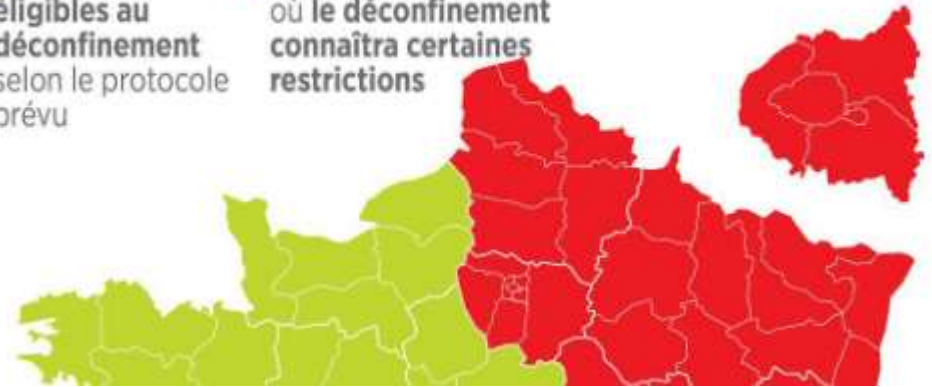 éligibles au
déconfinement
selon le protocole
prévu
où le déconfinement
connaîtra certaines
restrictions